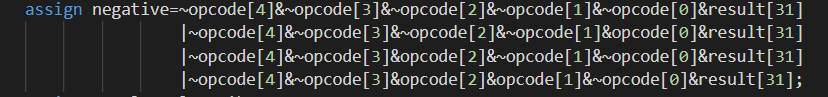 assign negative=~opcode[4]&~opcode[3]&~opcode[2]&~opcode[1]&~opcode[0]&result[31]
|~opcode[4]&~opcode[3]&~opcode[2]&~opcode[1]&opcode[0]&result[31]
|~opcode[4]&~opcode[3]&opcode[2]&~opcode[1]&~opcode[0]&result[31]
|~opcode[4]&~opcode[3]&opcode[2]&opcode[1]&~opcode[0]&result[31];